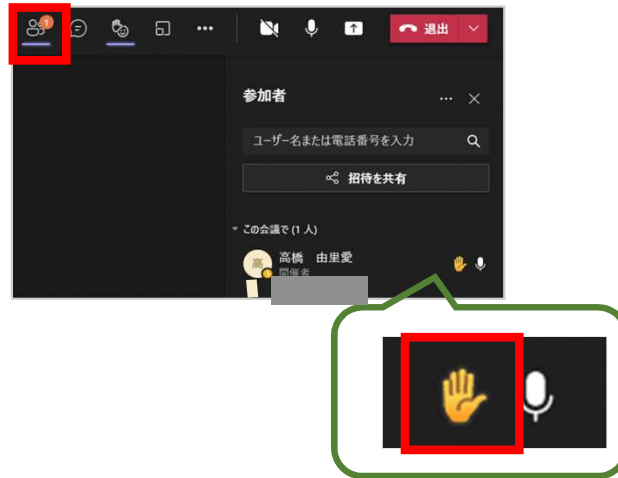 1
退出
参加者
ユーザー名または電話番号を入力
招待を共有
この会議で (1 人)
高
高橋 由里愛
開催者